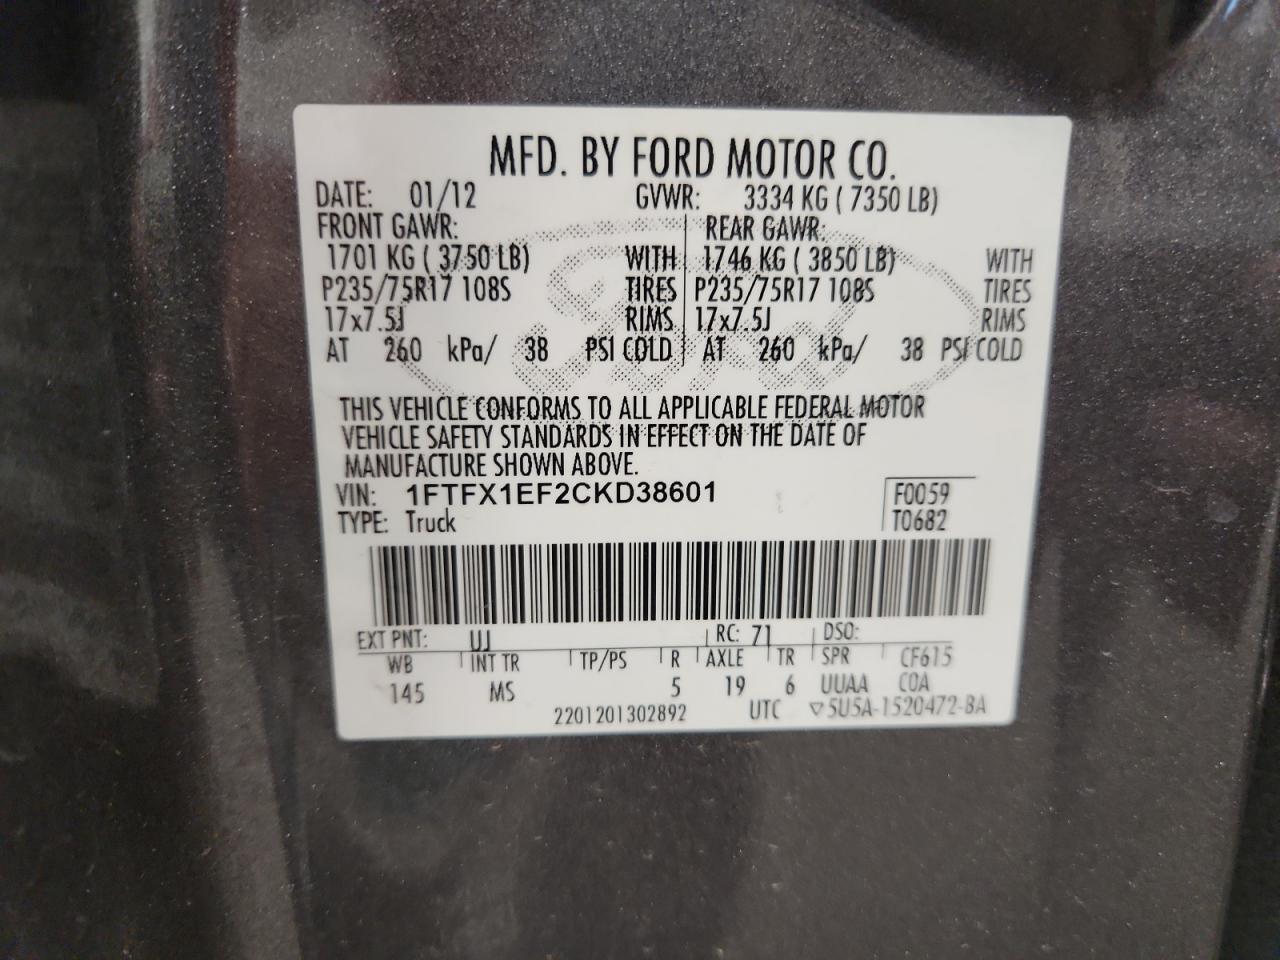 MFD. BY FORD MOTOR CO.
DATE: 01/12 GVWR: 3334 KG ( 7350 LB)
FRONT GAWR: REAR GAWR:
1701 KG ( 3750 LB) WITH 1746 KG ( 3850 LB) WITH
P235/75R17 108S TIRES P235/75R17 108S TIRES
17x7.5J RIMS 17x7.5J RIMS
AT 260 kPa/ 38 PSI COLD AT 260 kPa/ 38 PSI COLD
Ford
THIS VEHICLE CONFORMS TO ALL APPLICABLE FEDERAL MOTOR
VEHICLE SAFETY STANDARDS IN EFFECT ON THE DATE OF
MANUFACTURE SHOWN ABOVE.
VIN: 1FTFX1EF2CKD38601 F0059
TYPE: Truck T0682
EXT PNT: UJ RC: 71 DSO:
WB INT TR TP/PS R AXLE TR SPR CF615
145 MS 5 19 6 UUAA COA
2201201302892 UTC ▽5U5A-1520472-BA